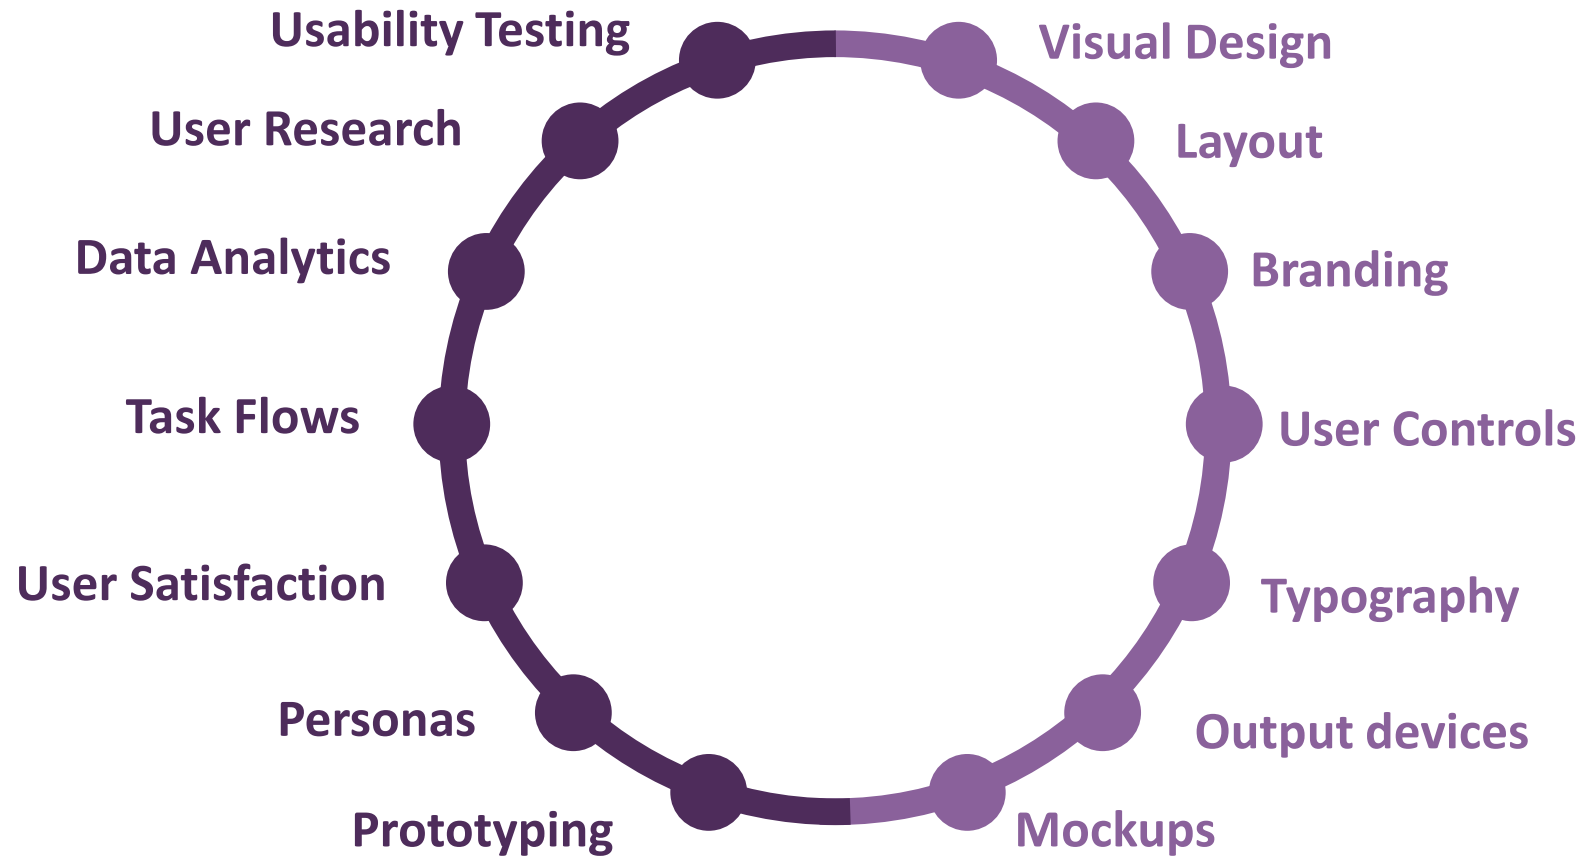 Usability Testing
User Research
Data Analytics
Task Flows
User Satisfaction
Personas
Prototyping
Visual Design
Layout
Branding
User Controls
Typography
Output devices
Mockups